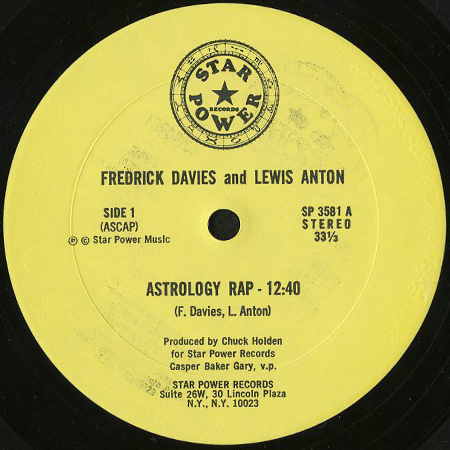 STAR
RECORDS
POWER
FREDRICK DAVIES and LEWIS ANTON
SIDE 1
(ASCAP)
℗ © Star Power Music
SP 3581 A
STEREO
33⅓
ASTROLOGY RAP - 12:40
(F. Davies, L. Anton)
Produced by Chuck Holden
for Star Power Records
Casper Baker Gary, v.p.
STAR POWER RECORDS
Suite 26W, 30 Lincoln Plaza
N.Y., N.Y. 10023